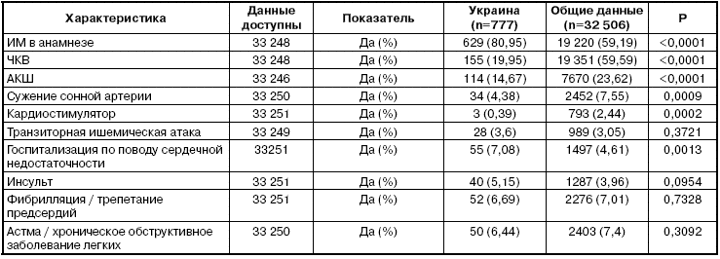 Характеристика Данные доступны Показатель Украина (n=777) Общие данные (n=32 506) P
ИМ в анамнезе 33 248 Да (%) 629 (80,95) 19 220 (59,19) <0,0001
ЧКВ 33 248 Да (%) 155 (19,95) 19 351 (59,59) <0,0001
АКШ 33 246 Да (%) 114 (14,67) 7670 (23,62) <0,0001
Сужение сонной артерии 33 250 Да (%) 34 (4,38) 2452 (7,55) 0,0009
Кардиостимулятор 33 251 Да (%) 3 (0,39) 793 (2,44) 0,0002
Транзиторная ишемическая атака 33 249 Да (%) 28 (3,6) 989 (3,05) 0,3721
Госпитализация по поводу сердечной недостаточности 33251 Да (%) 55 (7,08) 1497 (4,61) 0,0013
Инсульт 33 251 Да (%) 40 (5,15) 1287 (3,96) 0,0954
Фибрилляция / трепетание предсердий 33 251 Да (%) 52 (6,69) 2276 (7,01) 0,7328
Астма / хроническое обструктивное заболевание легких 33 250 Да (%) 50 (6,44) 2403 (7,4) 0,3092